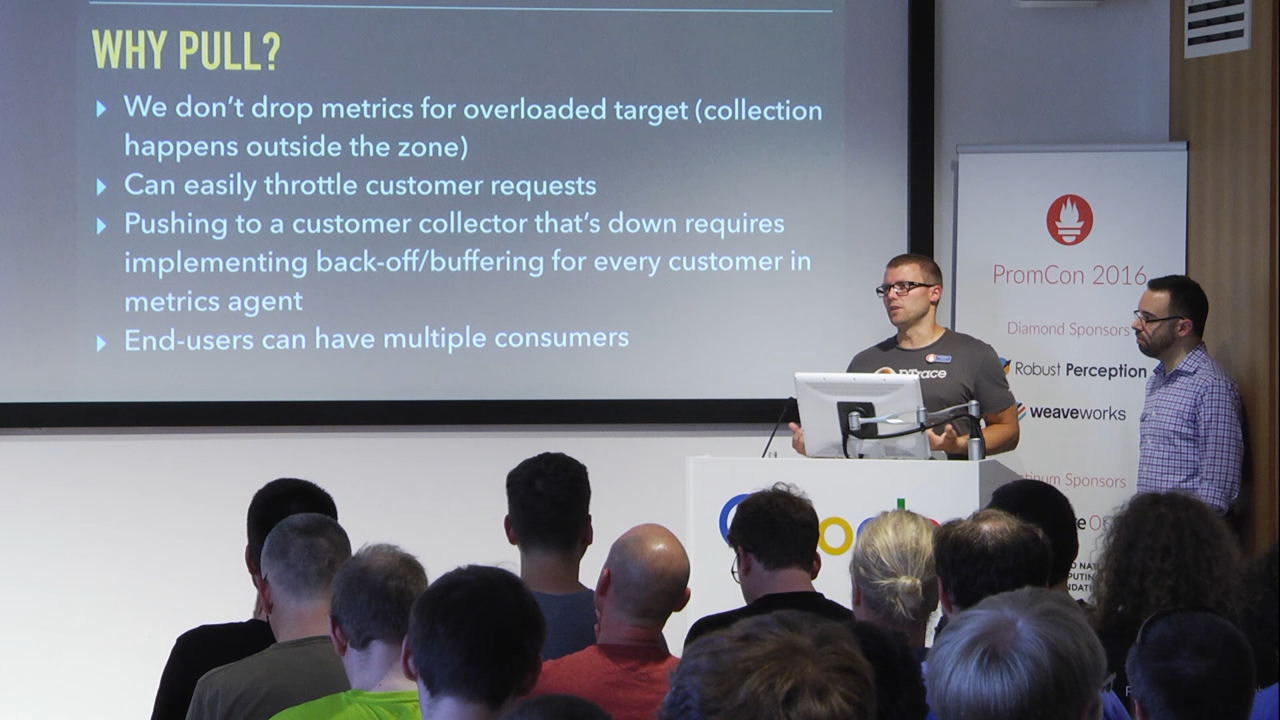 WHY PULL?
We don't drop metrics for overloaded target (collection
happens outside the zone)
Can easily throttle customer requests
Pushing to a customer collector that's down requires
implementing back-off/buffering for every customer in
metrics agent
End-users can have multiple consumers
DTrace
PromCon 2016
Diamond Sponsors
Robust Perception
weaveworks
Sponsors